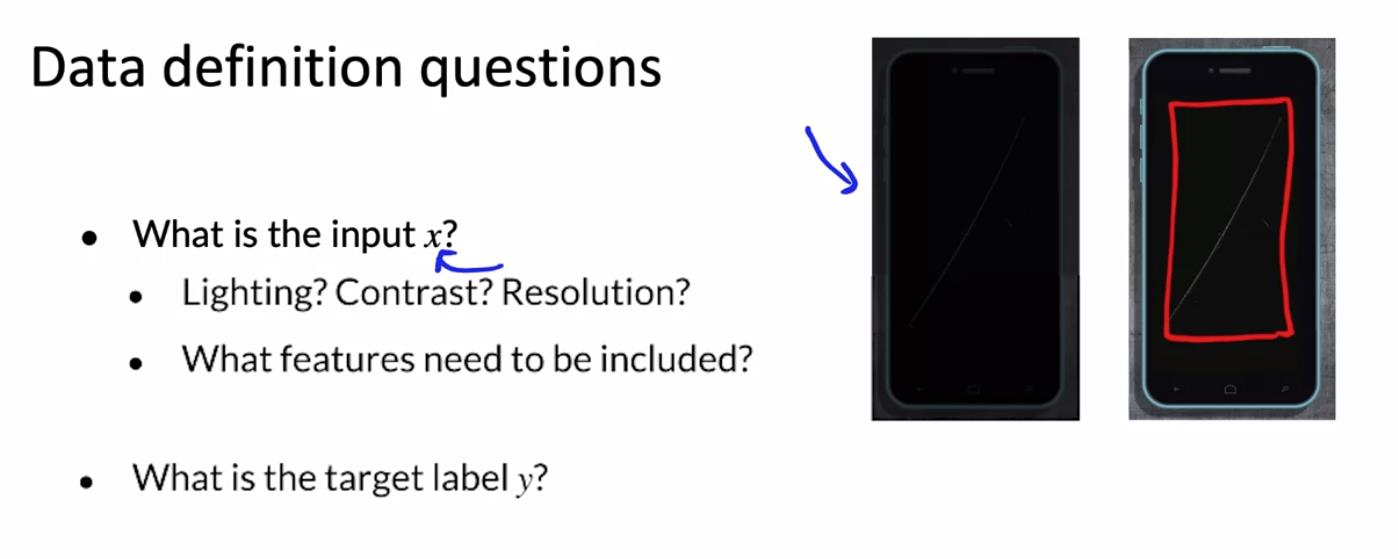 Data definition questions
• What is the input x?
• Lighting? Contrast? Resolution?
• What features need to be included?
• What is the target label y?